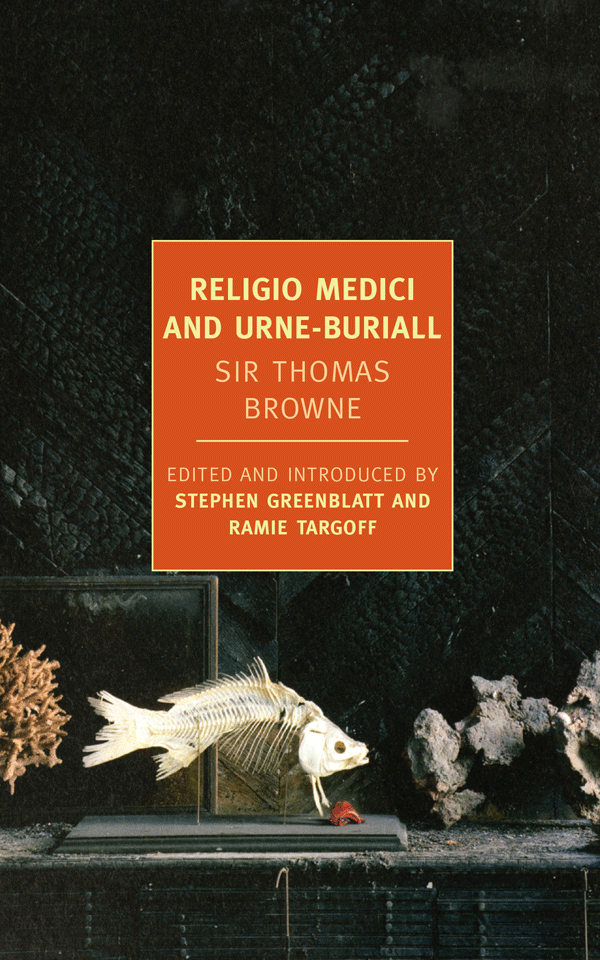 RELIGIO MEDICI
AND URNE-BURIALL
SIR THOMAS
BROWNE
EDITED AND INTRODUCED BY
STEPHEN GREENBLATT AND
RAMIE TARGOFF